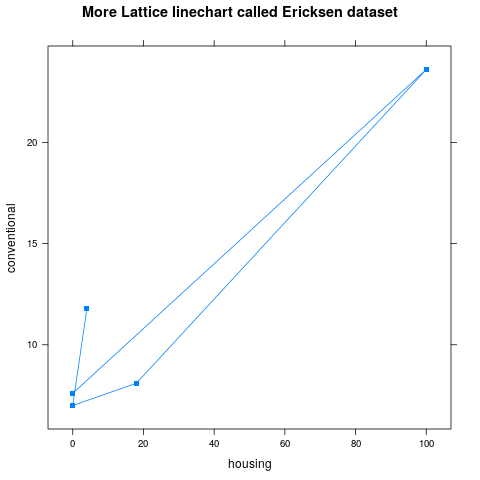 More Lattice linechart called Ericksen dataset
20
15
10
conventional
0 20 40 60 80 100
housing